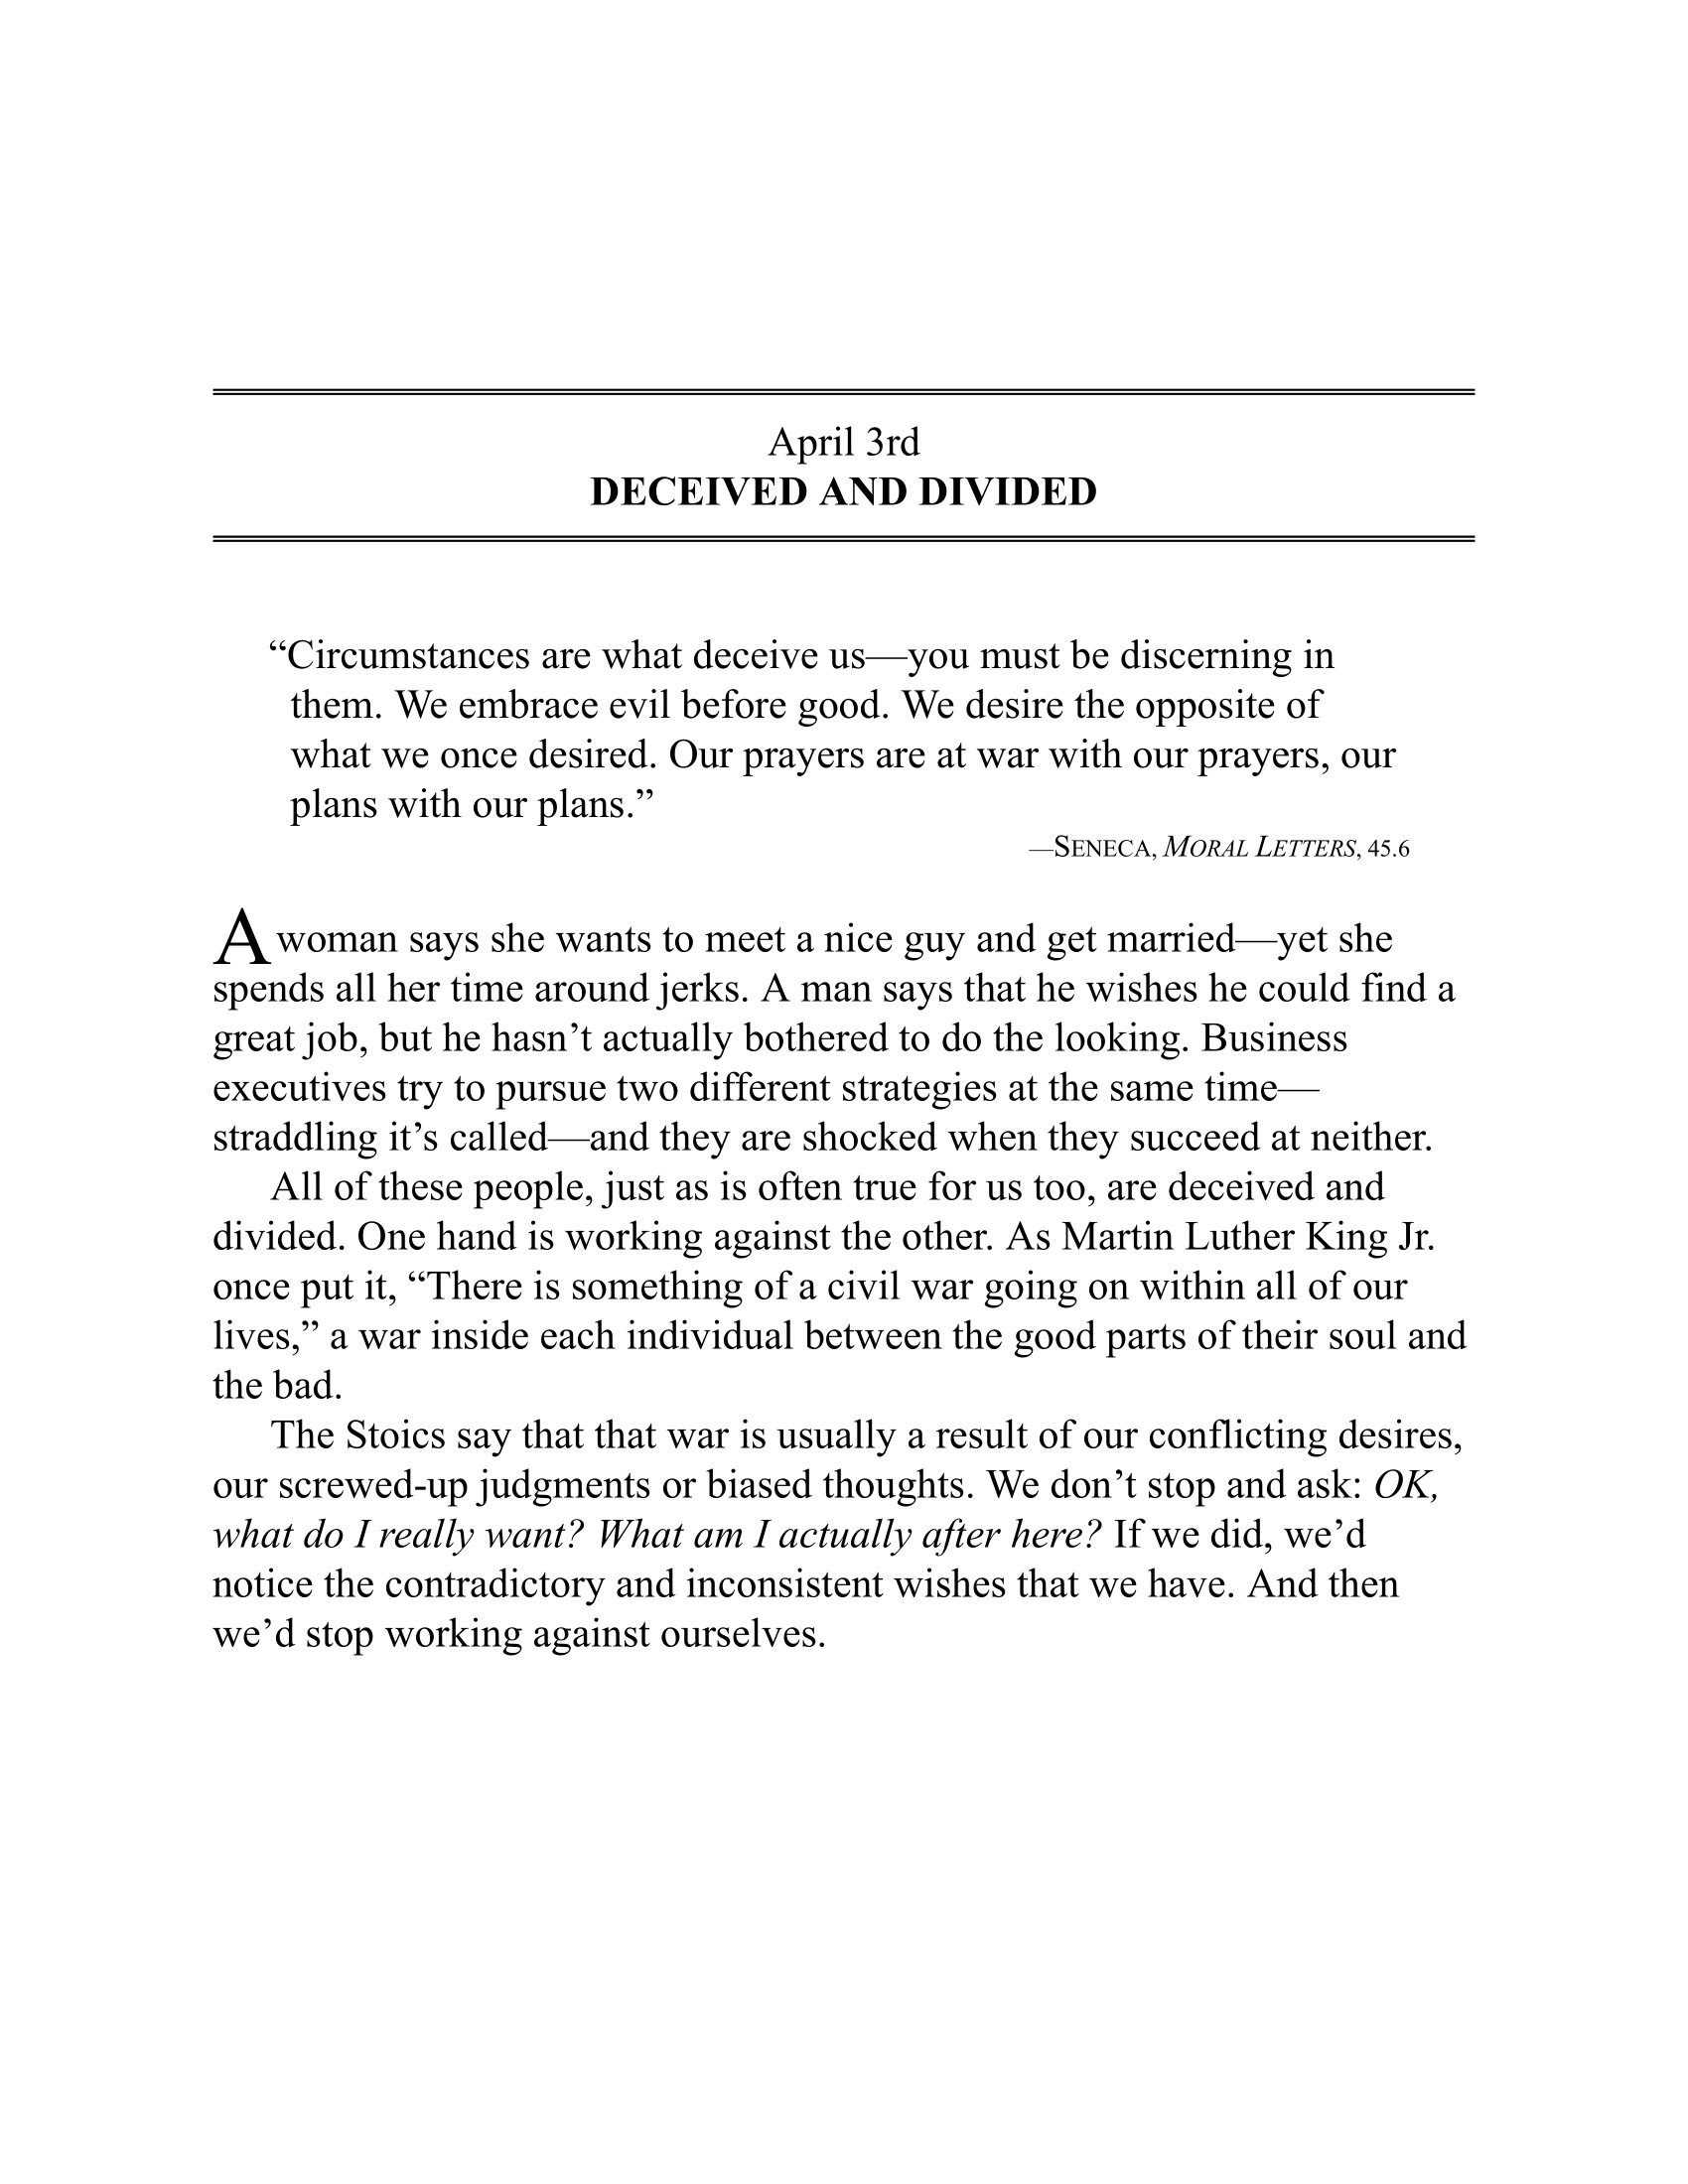 April 3rd
DECEIVED AND DIVIDED
“Circumstances are what deceive us—you must be discerning in
them. We embrace evil before good. We desire the opposite of
what we once desired. Our prayers are at war with our prayers, our
plans with our plans.”
—SENECA, MORAL LETTERS, 45.6
A woman says she wants to meet a nice guy and get married—yet she
spends all her time around jerks. A man says that he wishes he could find a
great job, but he hasn’t actually bothered to do the looking. Business
executives try to pursue two different strategies at the same time—
straddling it’s called—and they are shocked when they succeed at neither.
All of these people, just as is often true for us too, are deceived and
divided. One hand is working against the other. As Martin Luther King Jr.
once put it, “There is something of a civil war going on within all of our
lives,” a war inside each individual between the good parts of their soul and
the bad.
The Stoics say that that war is usually a result of our conflicting desires,
our screwed-up judgments or biased thoughts. We don’t stop and ask: OK,
what do I really want? What am I actually after here? If we did, we’d
notice the contradictory and inconsistent wishes that we have. And then
we’d stop working against ourselves.